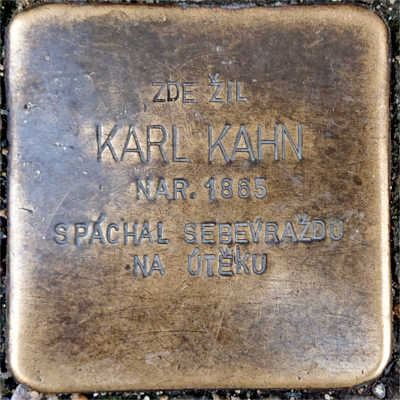 ZDE ŽIL
KARL KAHN
NAR. 1865
SPÁCHAL SEBEVRAŽDU
NA ÚTĚKU